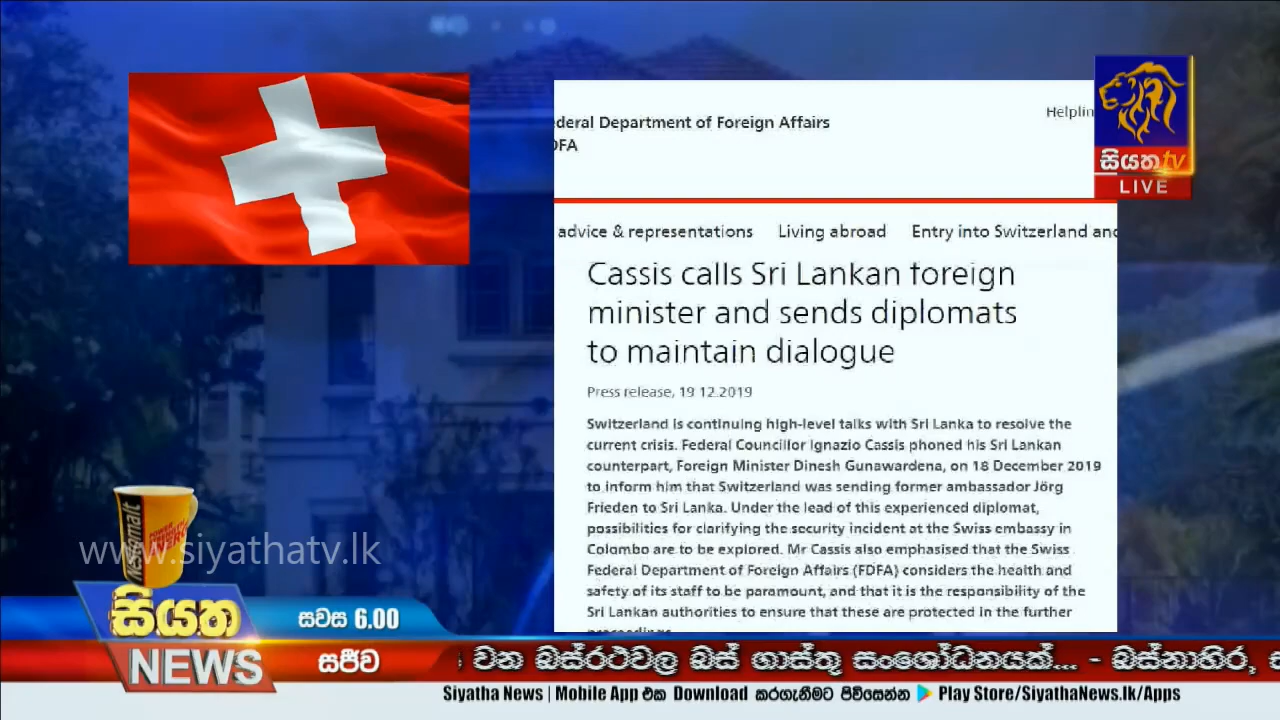 Federal Department of Foreign Affairs
FDFA
Helplin
සියත tv
LIVE
advice & representations Living abroad Entry into Switzerland and
Cassis calls Sri Lankan foreign
minister and sends diplomats
to maintain dialogue
Press release, 19.12.2019
Switzerland is continuing high-level talks with Sri Lanka to resolve the
current crisis. Federal Councillor Ignazio Cassis phoned his Sri Lankan
counterpart, Foreign Minister Dinesh Gunawardena, on 18 December 2019
to inform him that Switzerland was sending former ambassador Jörg
Frieden to Sri Lanka. Under the lead of this experienced diplomat,
possibilities for clarifying the security incident at the Swiss embassy in
Colombo are to be explored. Mr Cassis also emphasised that the Swiss
Federal Department of Foreign Affairs (FDFA) considers the health and
safety of its staff to be paramount, and that it is the responsibility of the
Sri Lankan authorities to ensure that these are protected in the further
proceedings.
Nestomalt
www.siyathatv.lk
සියත
NEWS
සවස 6.00
සජීව
වන බස්රථවල බස් ගාස්තු සංශෝධනයක්... - බස්නාහිර,
Siyatha News | Mobile App එක Download කරගැනීමට පිවිසෙන්න Play Store/SiyathaNews.lk/Apps